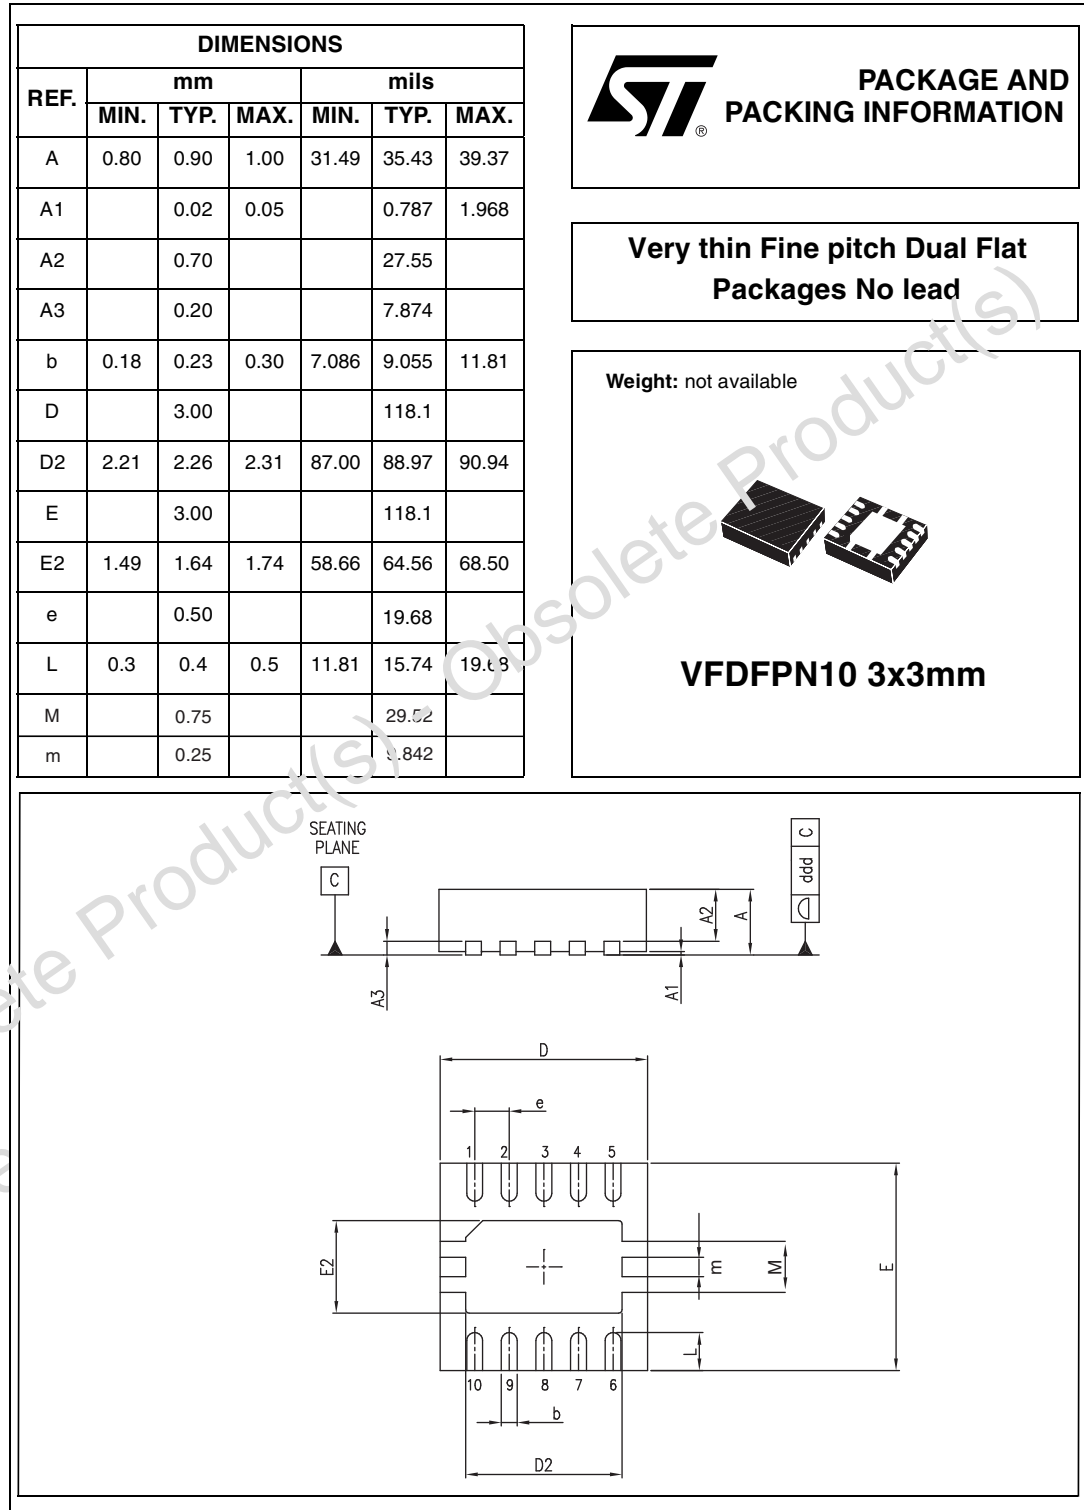 DIMENSIONS
REF. mm mils
MIN. TYP. MAX. MIN. TYP. MAX.
A 0.80 0.90 1.00 31.49 35.43 39.37
A1 0.02 0.05 0.787 1.968
A2 0.70 27.55
A3 0.20 7.874
b 0.18 0.23 0.30 7.086 9.055 11.81
D 3.00 118.1
D2 2.21 2.26 2.31 87.00 88.97 90.94
E 3.00 118.1
E2 1.49 1.64 1.74 58.66 64.56 68.50
e 0.50 19.68
L 0.3 0.4 0.5 11.81 15.74 19.68
M 0.75 29.52
m 0.25 9.842
ST®
PACKAGE AND
PACKING INFORMATION
Very thin Fine pitch Dual Flat
Packages No lead
Weight: not available
VFDFPN10 3x3mm
SEATING
PLANE
C
A3
A2
A
A1
ddd C
D
e
1 2 3 4 5
E2
m
M
E
L
10 9 8 7 6
b
D2
Obsolete Product(s) - Obsolete Product(s)